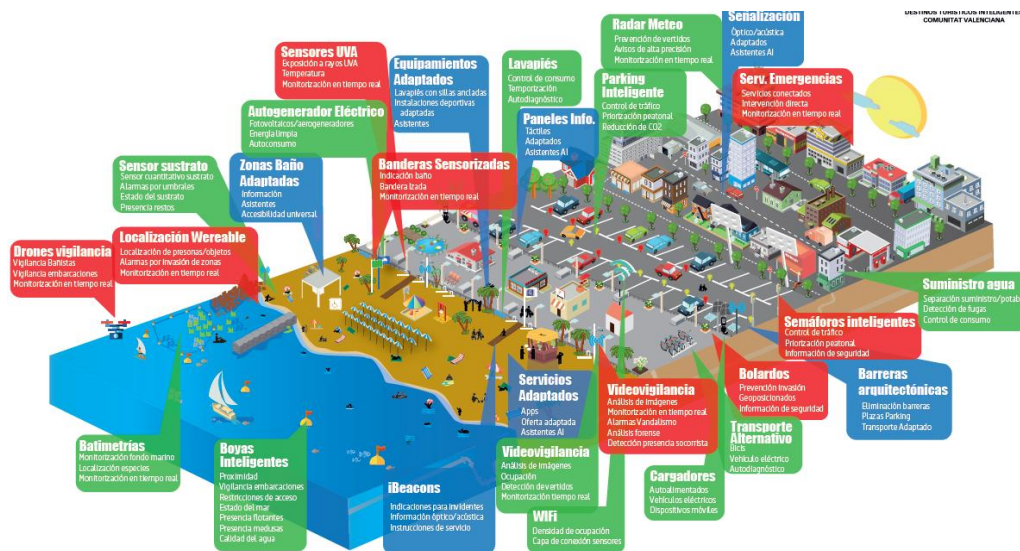 DESTINOS TURÍSTICOS INTELIGENTES
COMUNITAT VALENCIANA
Radar Meteo
Prevención de vertidos
Avisos de alta precisión
Monitorización en tiempo real
Señalización
Óptico/acústica
Adaptados
Asistentes AI
Sensores UVA
Exposición a rayos UVA
Temperatura
Monitorización en tiempo real
Equipamientos
Adaptados
Lavapiés con sillas ancladas
Instalaciones deportivas
adaptadas
Asistentes
Lavapiés
Control de consumo
Temporización
Autodiagnóstico
Parking
Inteligente
Control de tráfico
Priorización peatonal
Reducción de CO2
Serv. Emergencias
Servicios conectados
Intervención directa
Monitorización en tiempo real
Autogenerador Eléctrico
Fotovoltaicos/aerogeneradores
Energía limpia
Autoconsumo
Paneles Info.
Táctiles
Adaptados
Asistentes AI
Sensor sustrato
Sensor cuantitativo sustrato
Alarmas por umbrales
Estado del sustrato
Presencia restos
Zonas Baño
Adaptadas
Información
Asistentes
Accesibilidad universal
Banderas Sensorizadas
Indicación baño
Bandera Izada
Monitorización en tiempo real
Drones vigilancia
Vigilancia Bañistas
Vigilancia embarcaciones
Monitorización en tiempo real
Localización Wereable
Localización de presonas/objetos
Alarmas por invasión de zonas
Monitorización en tiempo real
Suministro agua
Separación suministro/potab
Detección de fugas
Control de consumo
Semáforos inteligentes
Control de tráfico
Priorización peatonal
Información de seguridad
Bolardos
Prevención invasión
Geoposicionados
Información de seguridad
Barreras
arquitectónicas
Eliminación barreras
Plazas Parking
Transporte Adaptado
Servicios
Adaptados
Apps
Oferta adaptada
Asistentes AI
Videovigilancia
Análisis de imágenes
Monitorización en tiempo real
Alarmas Vandalismo
Análisis forense
Detección presencia socorrista
Transporte
Alternativo
Bicis
Vehículo eléctrico
Autodiagnóstico
Batimetrías
Monitorización fondo marino
Localización especies
Monitorización en tiempo real
Boyas
Inteligentes
Proximidad
Vigilancia embarcaciones
Restricciones de acceso
Estado del mar
Presencia flotantes
Presencia medusas
Calidad del agua
iBeacons
Indicaciones para invidentes
Información óptico/acústica
Instrucciones de servicio
Videovigilancia
Análisis de imágenes
Ocupación
Detección de vertidos
Monitorización tiempo real
Cargadores
Autoalimentados
Vehículos eléctricos
Dispositivos móviles
WIFI
Densidad de ocupación
Capa de conexión sensores